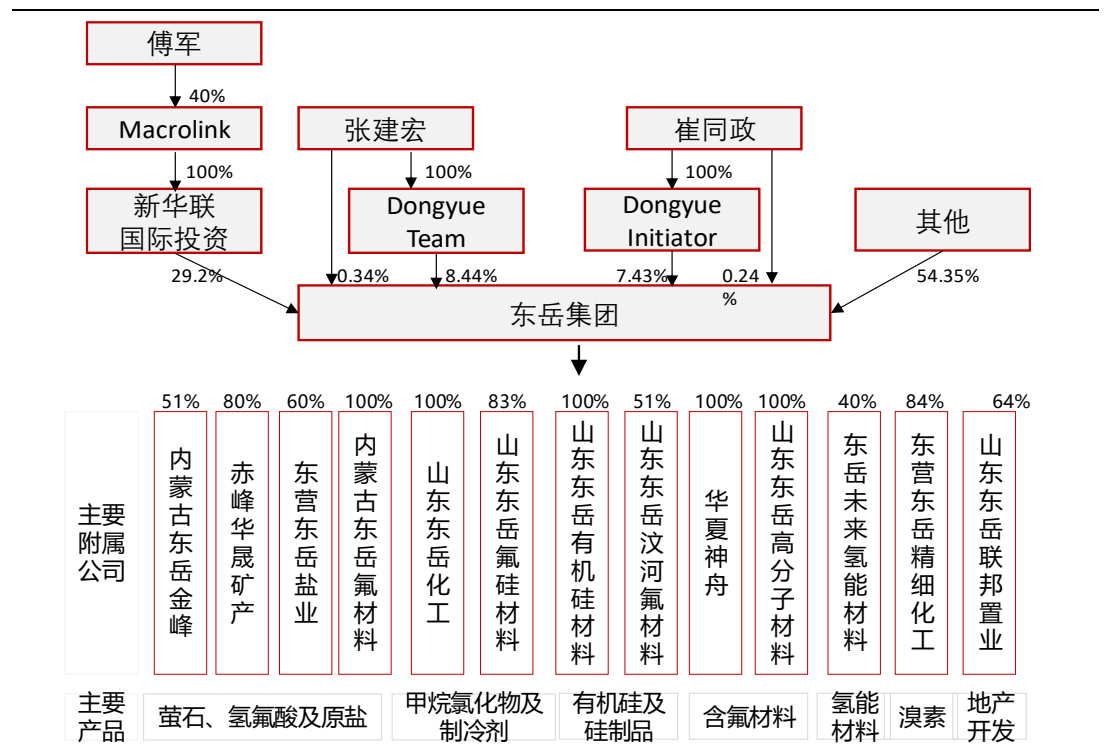 傅军
40%
Macrolink
张建宏
崔同政
100%
100%
100%
新华联
国际投资
Dongyue
Team
Dongyue
Initiator
其他
29.2%
0.34%
8.44%
7.43%
0.24
%
54.35%
东岳集团
51%
80%
60%
100%
100%
83%
100%
51%
100%
100%
40%
84%
64%
主要
附属
公司
内蒙古东岳金峰
赤峰华晟矿产
东营东岳盐业
内蒙古东岳氟材料
山东东岳化工
山东东岳氟硅材料
山东东岳有机硅材料
山东东岳汶河氟材料
华夏神舟
山东东岳高分子材料
东岳未来氢能材料
东营东岳精细化工
山东东岳联邦置业
主要
产品
萤石、氢氟酸及原盐
甲烷氯化物及
制冷剂
有机硅及
硅制品
含氟材料
氢能
材料
溴素
地产
开发